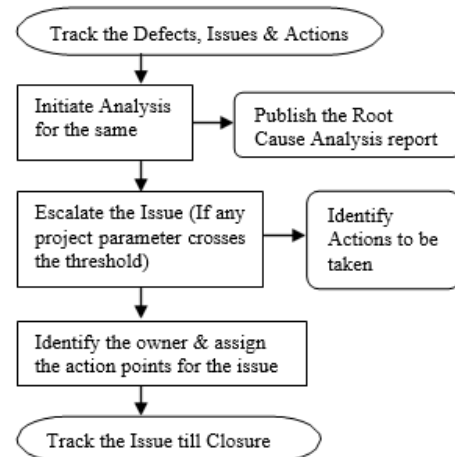 Track the Defects, Issues & Actions
Initiate Analysis
for the same
Publish the Root
Cause Analysis report
Escalate the Issue (If any
project parameter crosses
the threshold)
Identify
Actions to be
taken
Identify the owner & assign
the action points for the issue
Track the Issue till Closure